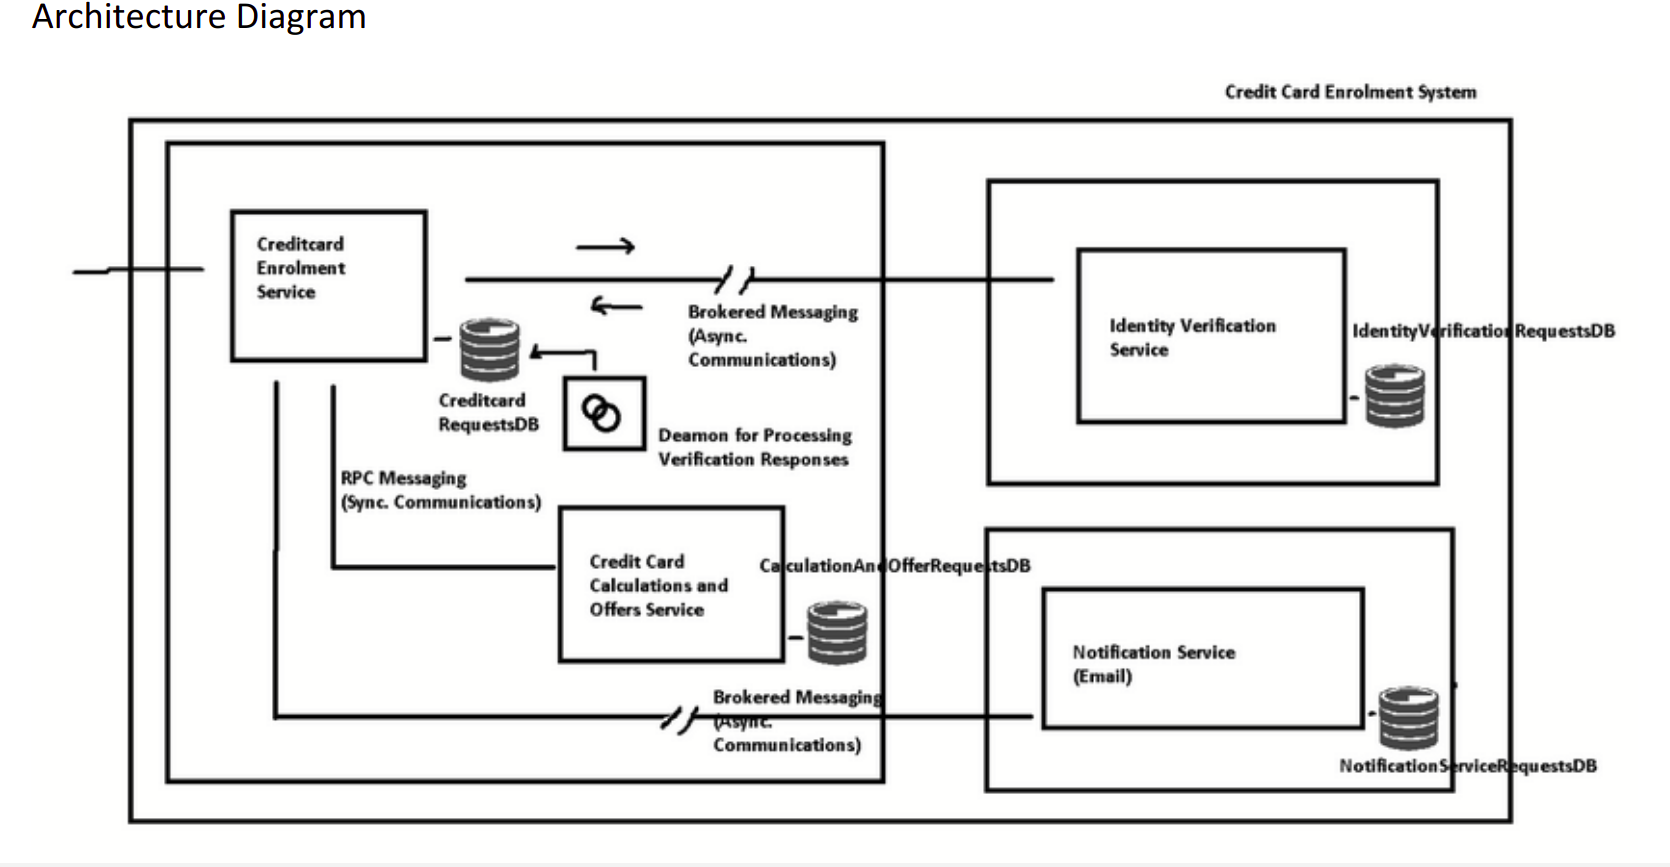 Architecture Diagram
Credit Card Enrolment System
Creditcard
Enrolment
Service
Brokered Messaging
(Async.
Communications)
Identity Verification
Service
IdentityVerificationRequestsDB
Creditcard
RequestsDB
Deamon for Processing
Verification Responses
RPC Messaging
(Sync. Communications)
Credit Card
Calculations and
Offers Service
CalculationAndOfferRequestsDB
Notification Service
(Email)
Brokered Messaging
(Async.
Communications)
NotificationServiceRequestsDB